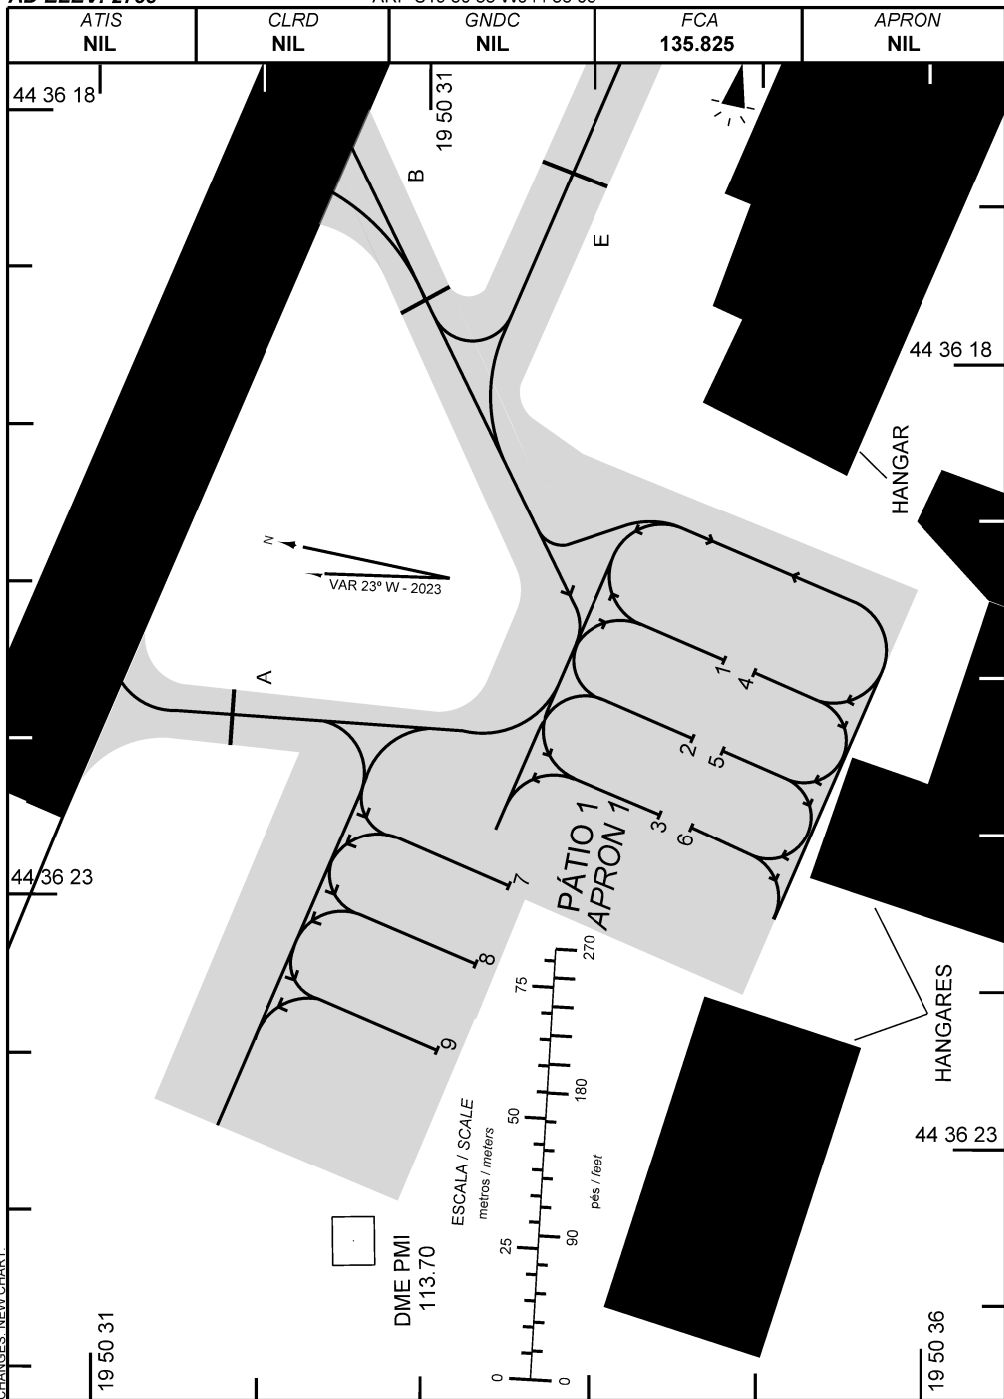 ATIS
NIL
CLRD
NIL
GNDC
NIL
FCA
135.825
APRON
NIL
44 36 18
19 50 31
B
E
44 36 18
HANGAR
N
VAR 23º W - 2023
A
1
4
2
5
3
6
PÁTIO 1
APRON 1
44 36 23
7
8
9
HANGARES
270
75
180
50
ESCALA / SCALE
metros / meters
pés / feet
90
25
0
0
44 36 23
DME PMI
113.70
19 50 31
19 50 36
CHANGES: NEW CHART.